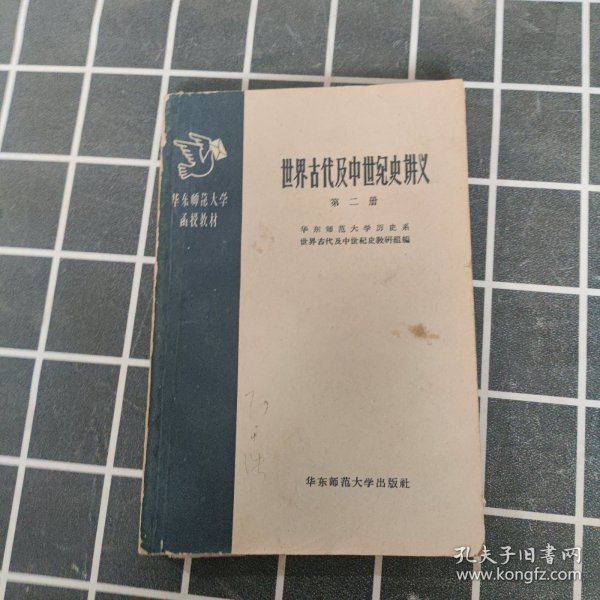 华东师范大学
函授教材
世界古代及中世纪史讲义
第二册
华东师范大学历史系
世界古代及中世紀史教研組編
华东师范大学出版社
孔夫子旧书网
www.kongfz.com